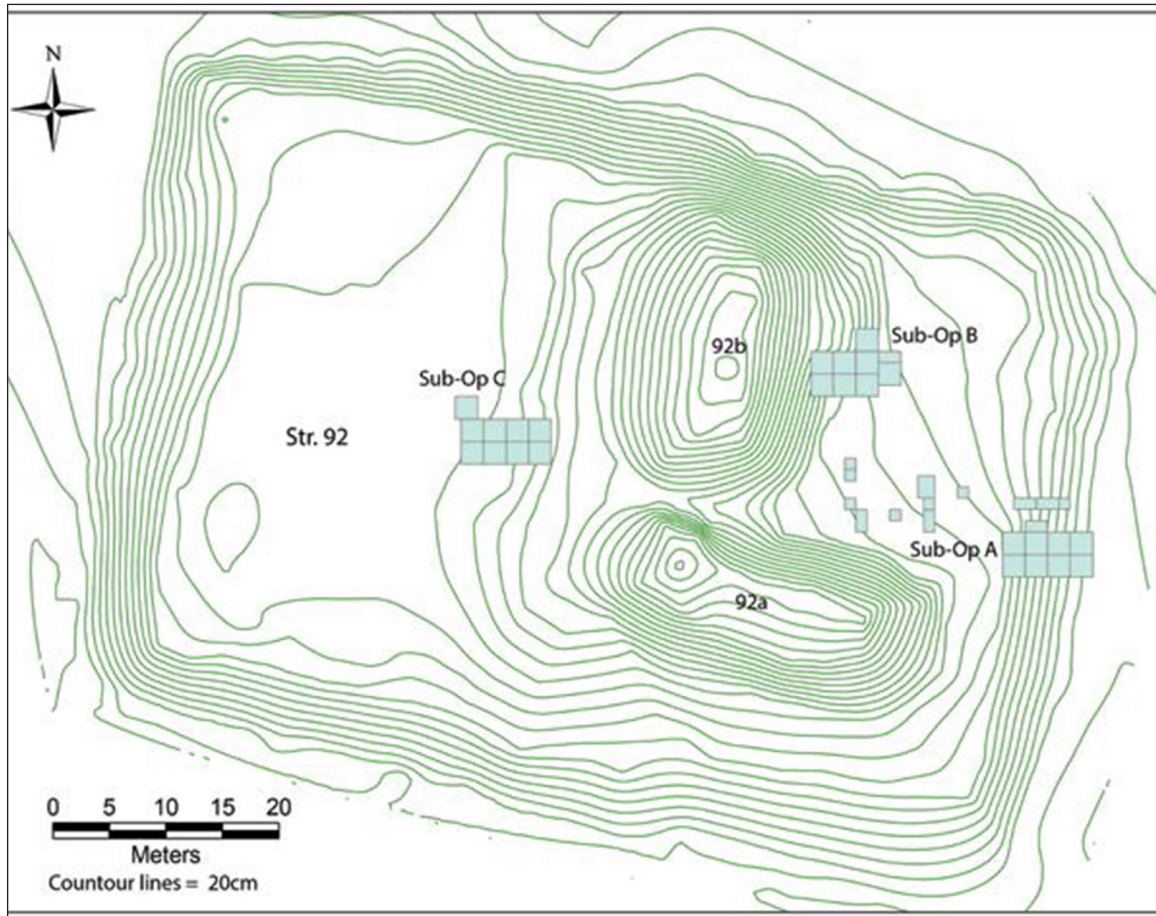 N
92b
Sub-Op B
Sub-Op C
Str. 92
Sub-Op A
92a
0 5 10 15 20
Meters
Countour lines = 20cm